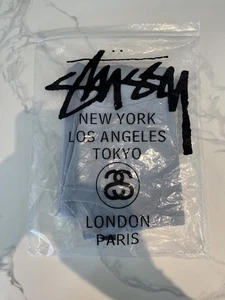 STÜSSY
NEW YORK
LOS ANGELES
TOKYO
LONDON
PARIS